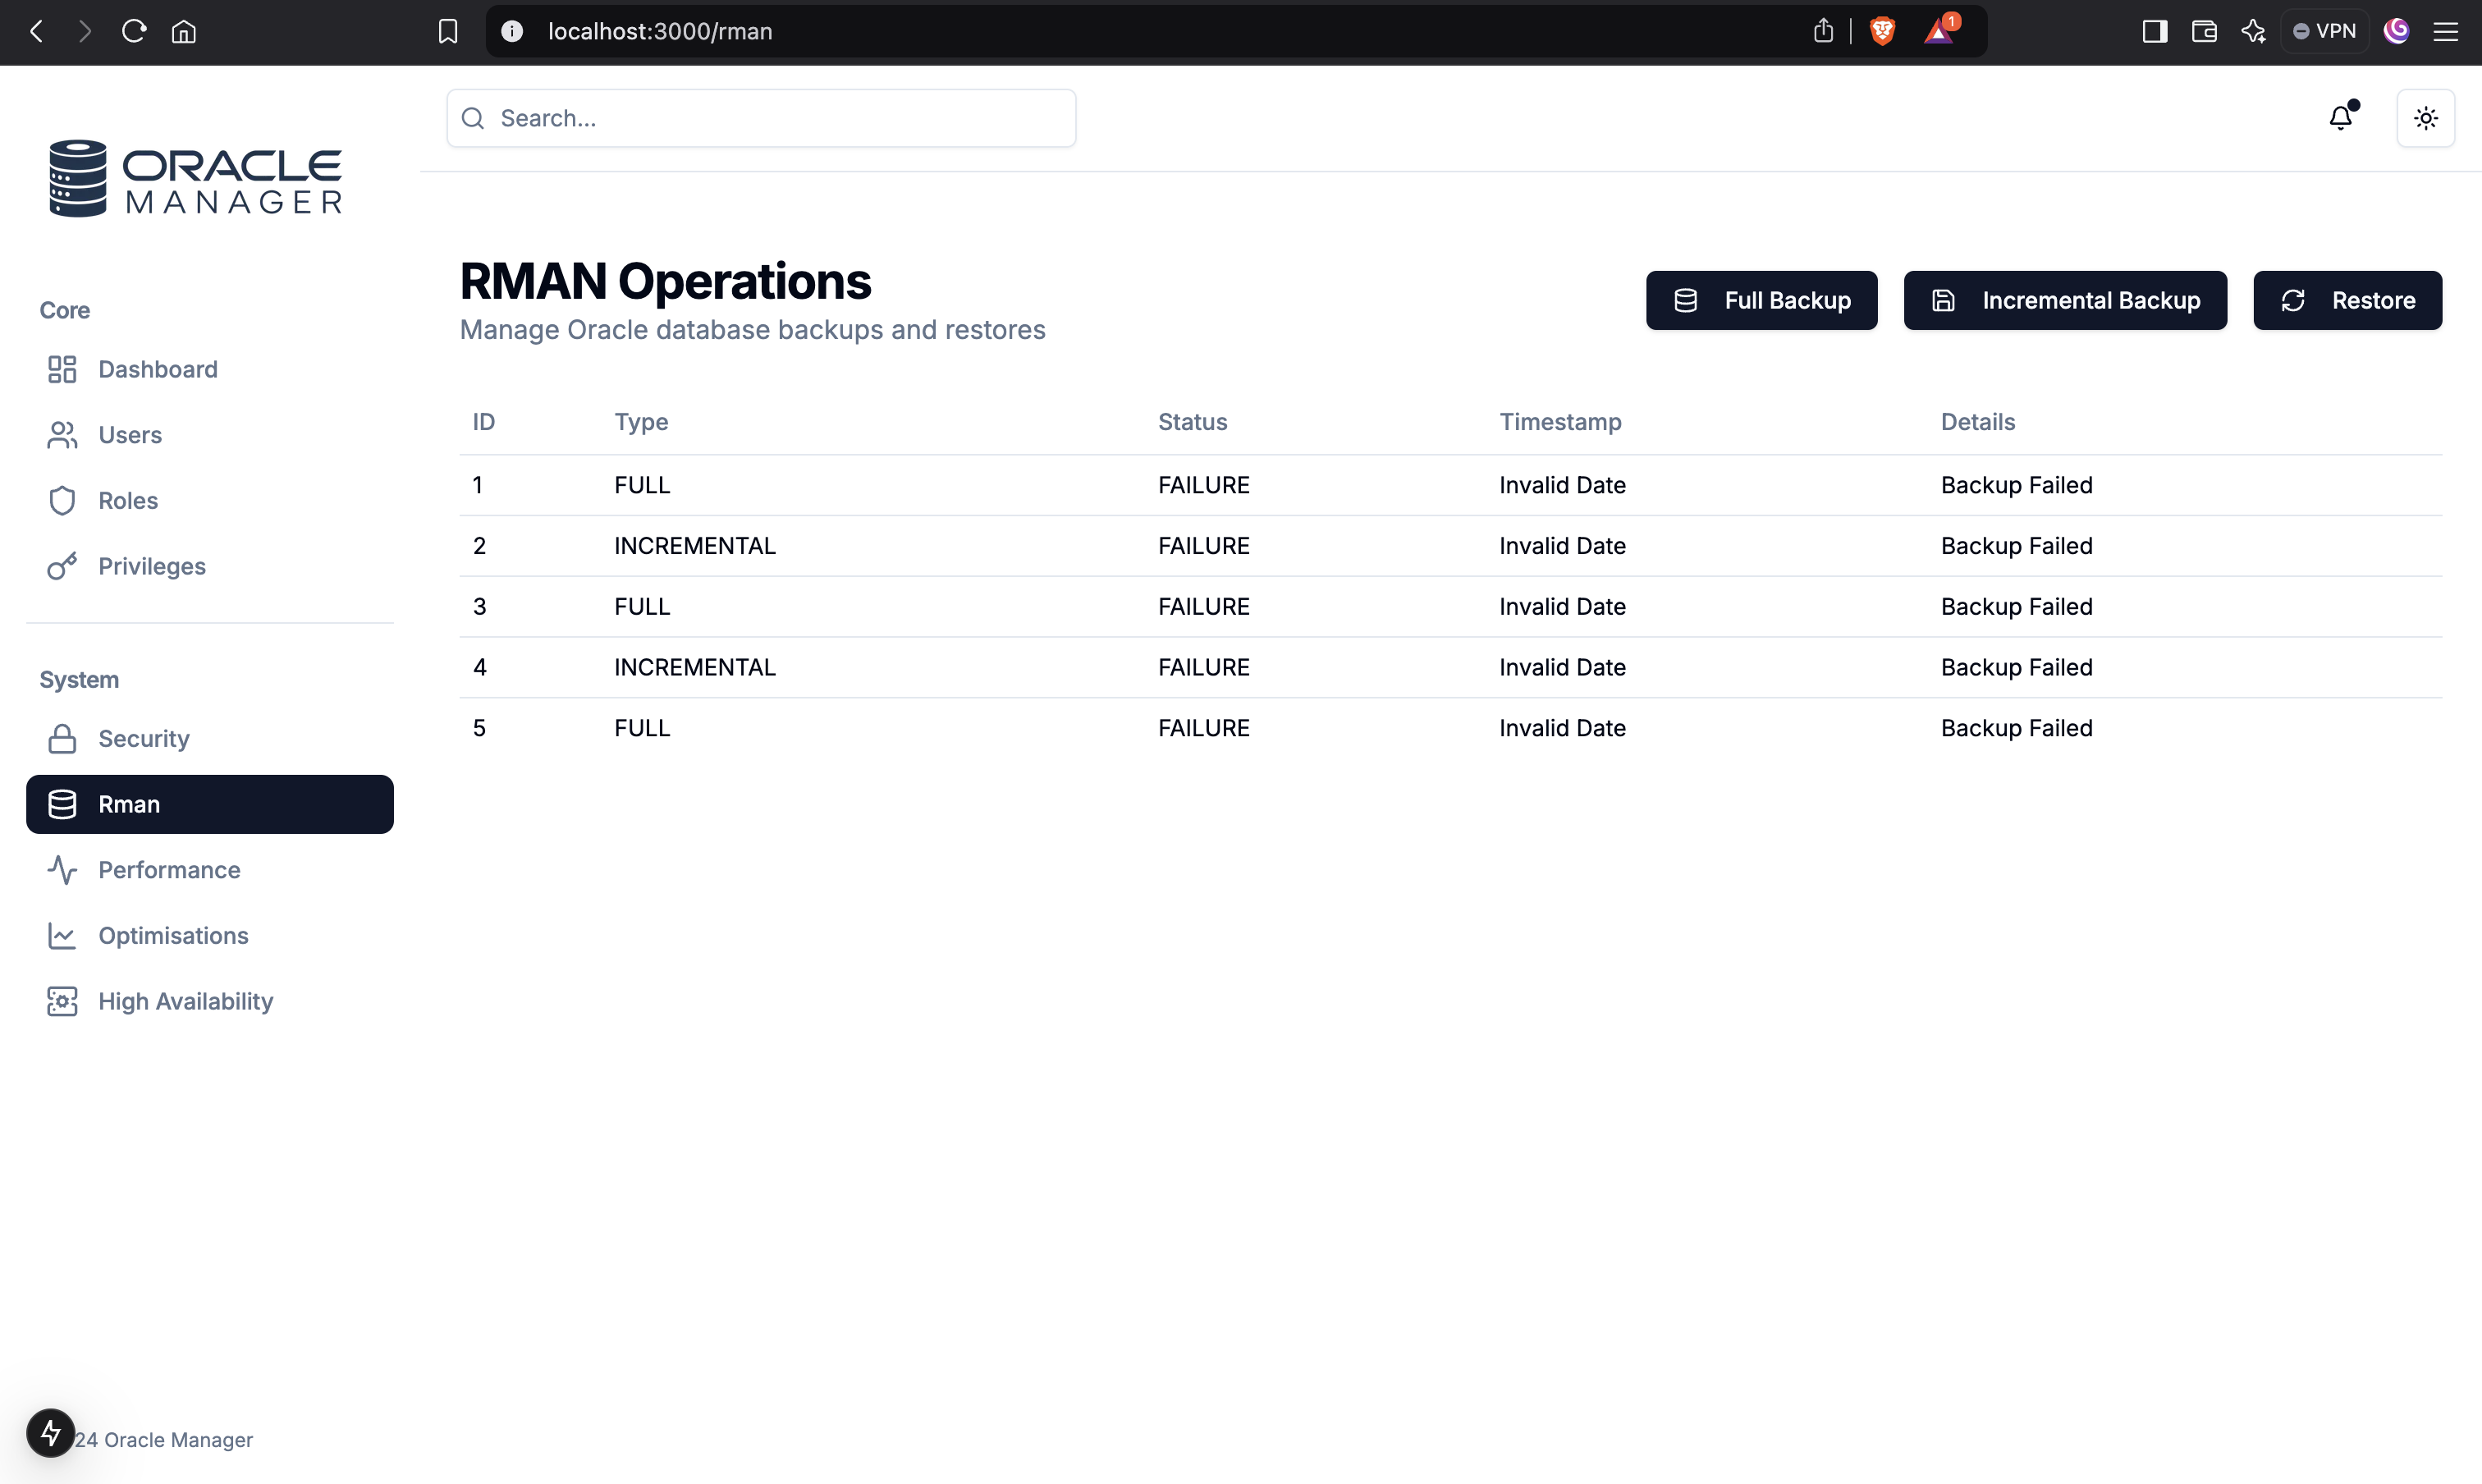 localhost:3000/rman
1
VPN
ORACLE
MANAGER
Search...
Core
Dashboard
Users
Roles
Privileges
System
Security
Rman
Performance
Optimisations
High Availability
24 Oracle Manager
RMAN Operations
Manage Oracle database backups and restores
Full Backup
Incremental Backup
Restore
ID Type Status Timestamp Details
1 FULL FAILURE Invalid Date Backup Failed
2 INCREMENTAL FAILURE Invalid Date Backup Failed
3 FULL FAILURE Invalid Date Backup Failed
4 INCREMENTAL FAILURE Invalid Date Backup Failed
5 FULL FAILURE Invalid Date Backup Failed